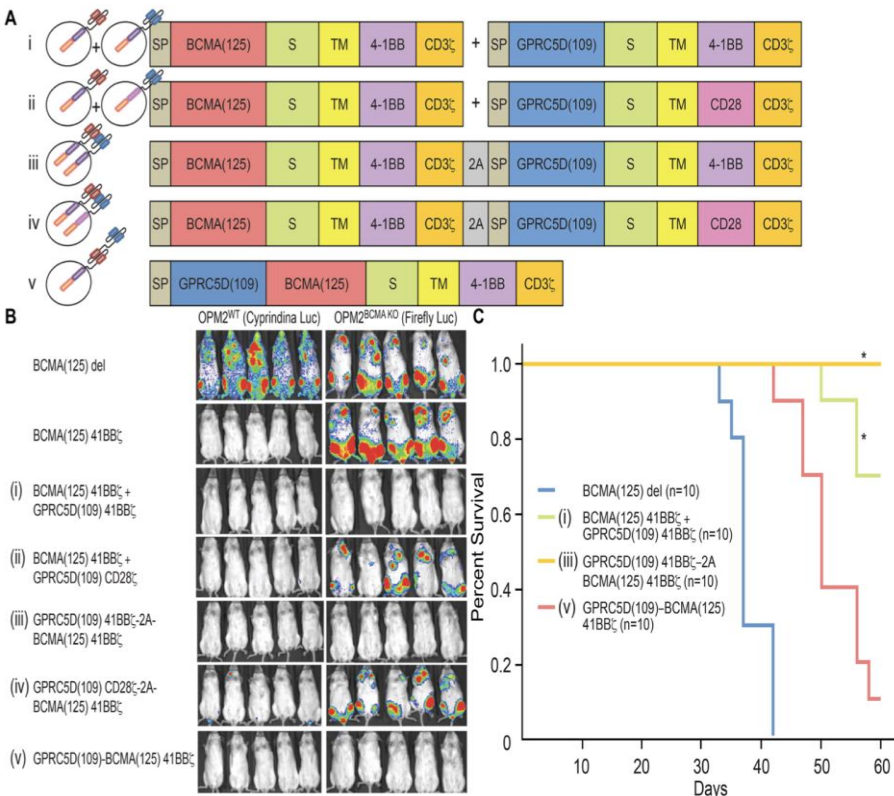 A
i + SP BCMA(125) S TM 4-1BB CD3ζ + SP GPRC5D(109) S TM 4-1BB CD3ζ
ii + SP BCMA(125) S TM 4-1BB CD3ζ + SP GPRC5D(109) S TM CD28 CD3ζ
iii SP BCMA(125) S TM 4-1BB CD3ζ 2A SP GPRC5D(109) S TM 4-1BB CD3ζ
iv SP BCMA(125) S TM 4-1BB CD3ζ 2A SP GPRC5D(109) S TM CD28 CD3ζ
v SP GPRC5D(109) BCMA(125) S TM 4-1BB CD3ζ
B
OPM2WT (Cyprindina Luc) OPM2BCMA KO (Firefly Luc)
BCMA(125) del
BCMA(125) 41BBζ
(i) BCMA(125) 41BBζ +
GPRC5D(109) 41BBζ
(ii) BCMA(125) 41BBζ +
GPRC5D(109) CD28ζ
(iii) GPRC5D(109) 41BBζ-2A-
BCMA(125) 41BBζ
(iv) GPRC5D(109) CD28ζ-2A-
BCMA(125) 41BBζ
(v) GPRC5D(109)-BCMA(125) 41BBζ
C
Percent Survival
1.0
0.8
0.6
0.4
0.2
0
*
*
BCMA(125) del (n=10)
(i) BCMA(125) 41BBζ +
GPRC5D(109) 41BBζ (n=10)
(iii) GPRC5D(109) 41BBζ–2A
BCMA(125) 41BBζ (n=10)
(v) GPRC5D(109)–BCMA(125)
41BBζ (n=10)
10 20 30 40 50 60
Days